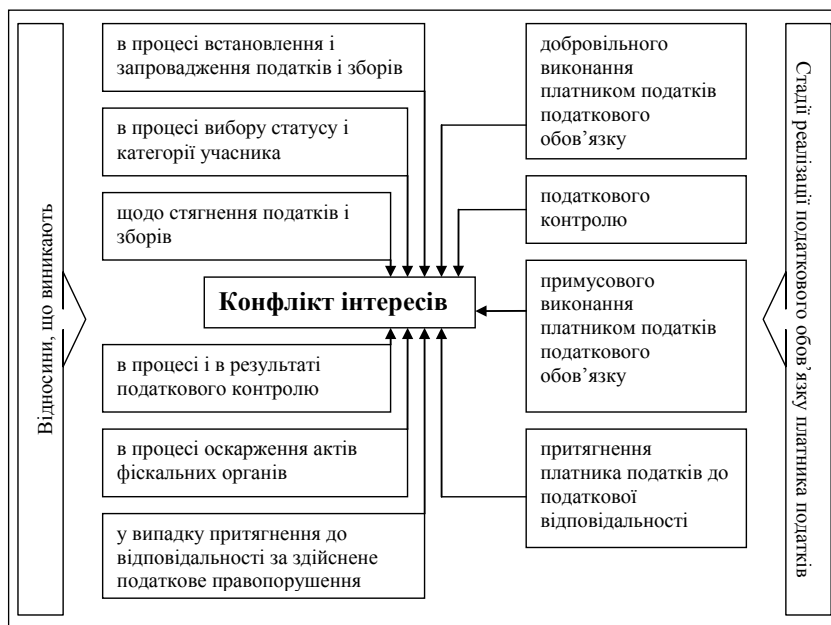 Відносини, що виникають
в процесі встановлення і
запровадження податків і зборів
в процесі вибору статусу і
категорії учасника
щодо стягнення податків і
зборів
Конфлікт інтересів
в процесі і в результаті
податкового контролю
в процесі оскарження актів
фіскальних органів
у випадку притягнення до
відповідальності за здійснене
податкове правопорушення
добровільного
виконання
платником податків
податкового
обов’язку
податкового
контролю
примусового
виконання
платником податків
податкового
обов’язку
притягнення
платника податків до
податкової
відповідальності
Стадії реалізації податкового обов’язку платника податків